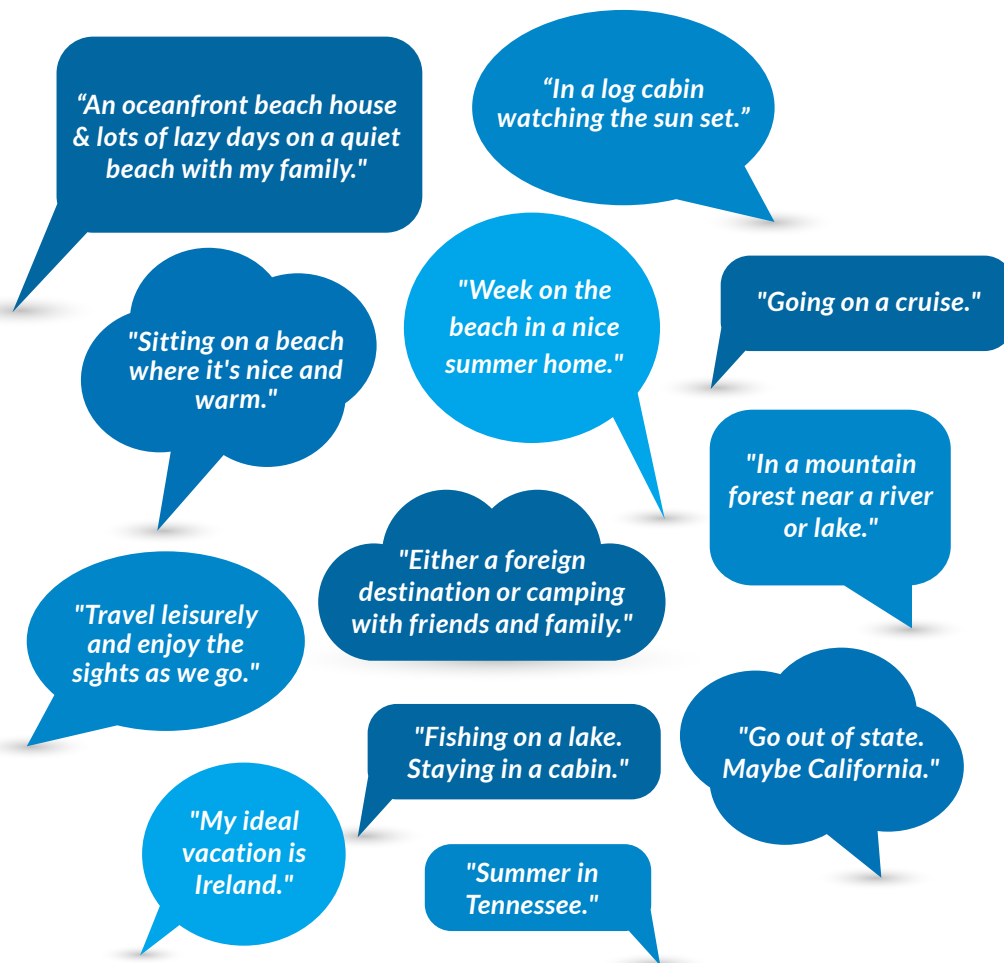 “An oceanfront beach house
& lots of lazy days on a quiet
beach with my family."
“In a log cabin
watching the sun set.”
"Sitting on a beach
where it's nice and
warm."
"Week on the
beach in a nice
summer home."
"Going on a cruise."
"In a mountain
forest near a river
or lake."
"Either a foreign
destination or camping
with friends and family."
"Travel leisurely
and enjoy the
sights as we go."
"Fishing on a lake.
Staying in a cabin."
"Go out of state.
Maybe California."
"My ideal
vacation is
Ireland."
"Summer in
Tennessee."